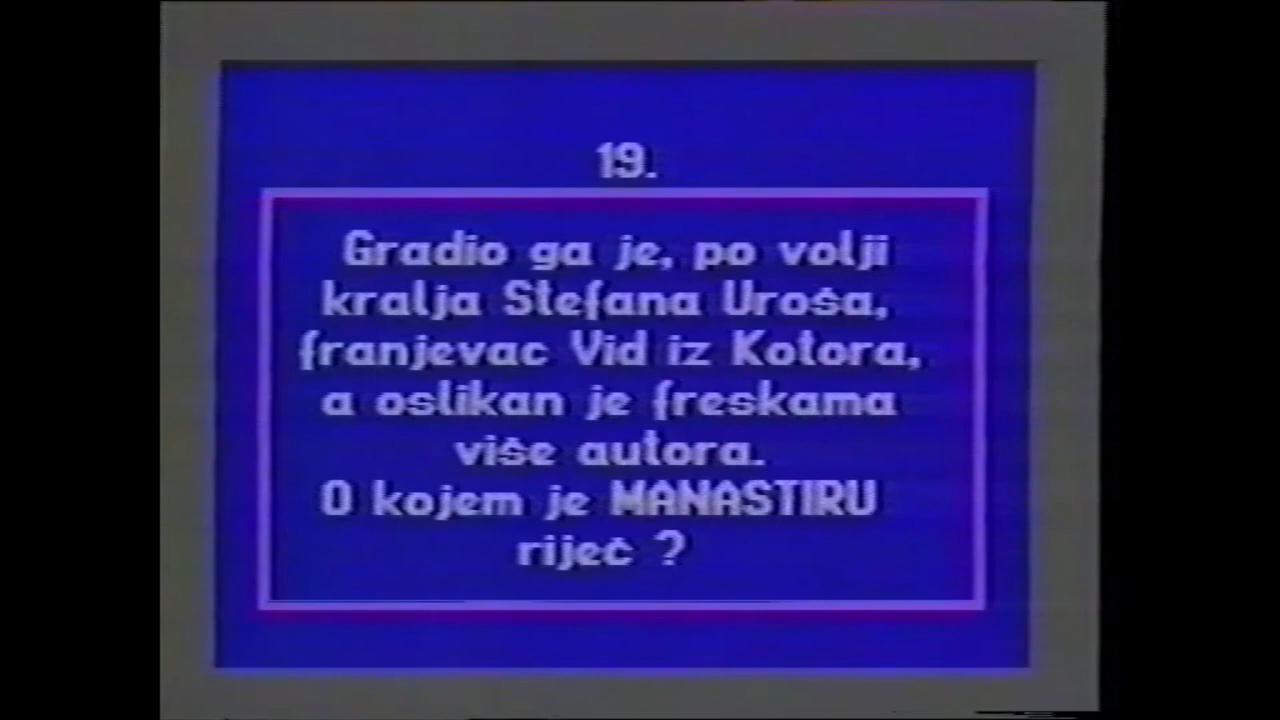 19.
Gradio ga je, po volji
kralja Stefana Uroša,
franjevac Vid iz Kotora,
a oslikan je freskama
više autora.
O kojem je MANASTIRU
riječ ?